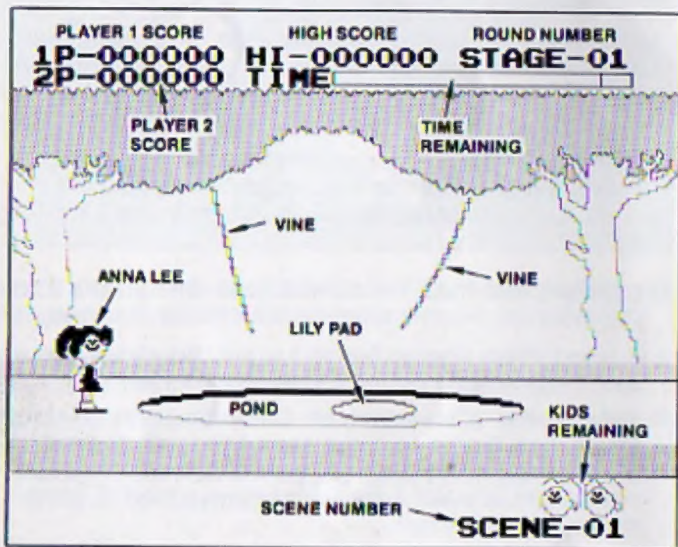 PLAYER 1 SCORE HIGH SCORE ROUND NUMBER
1P-000000 HI-000000 STAGE-01
2P-000000 TIME
PLAYER 2
SCORE
TIME
REMAINING
VINE
VINE
ANNA LEE
LILY PAD
POND
KIDS
REMAINING
SCENE NUMBER
SCENE-01